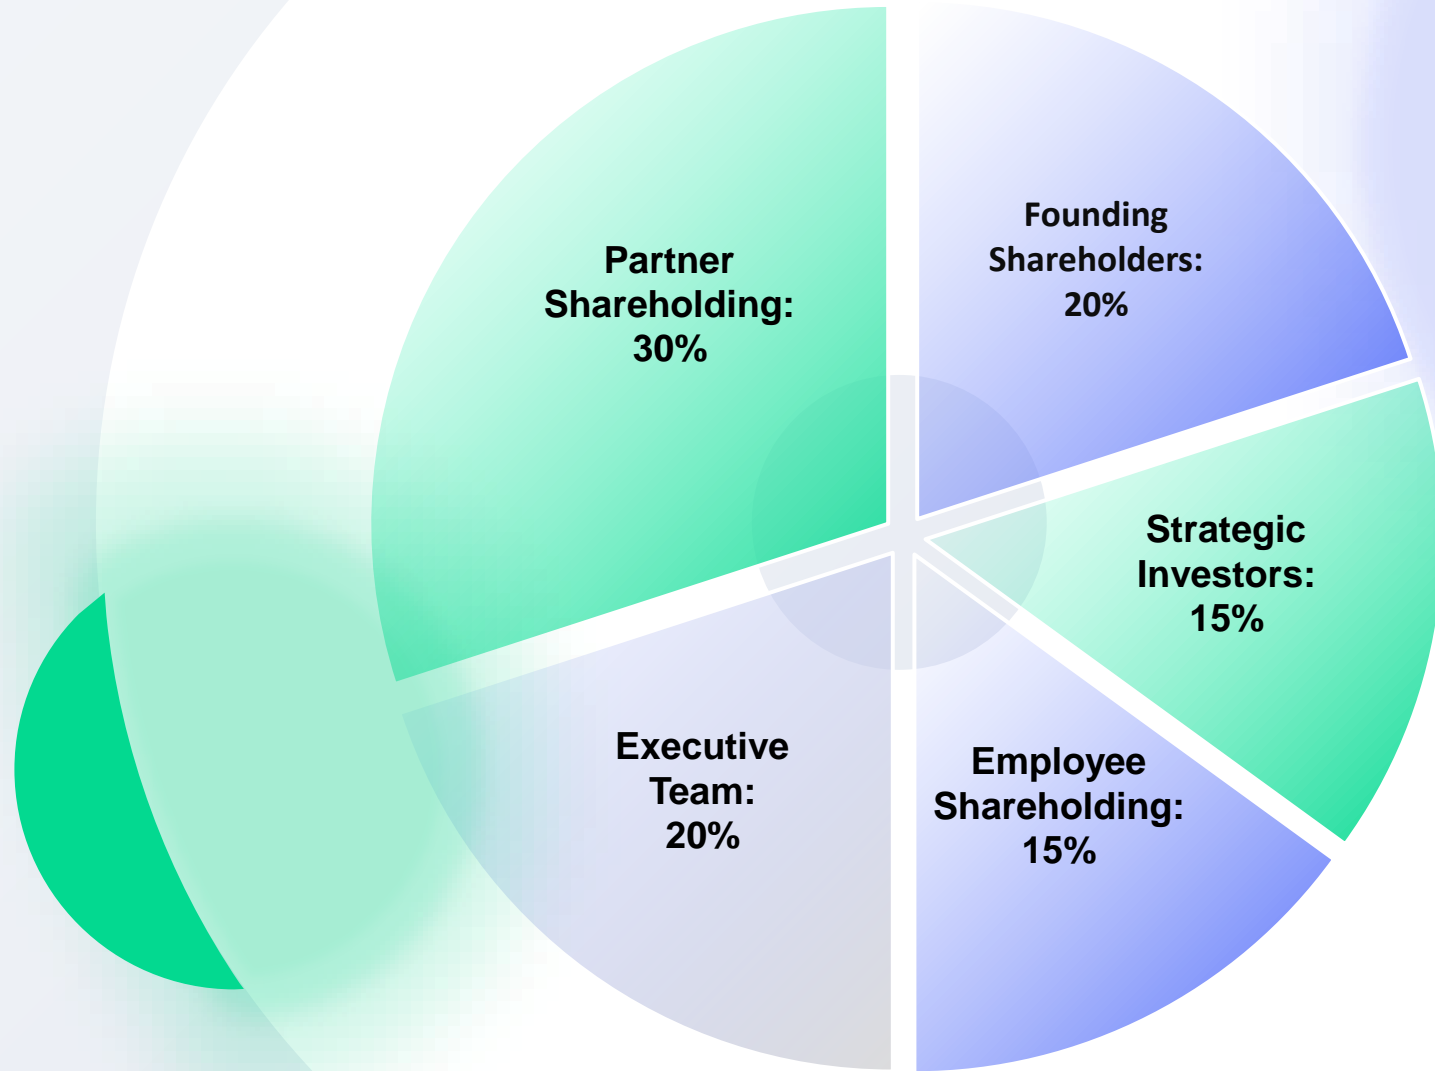 Partner
Shareholding:
30%
Founding
Shareholders:
20%
Strategic
Investors:
15%
Executive
Team:
20%
Employee
Shareholding:
15%